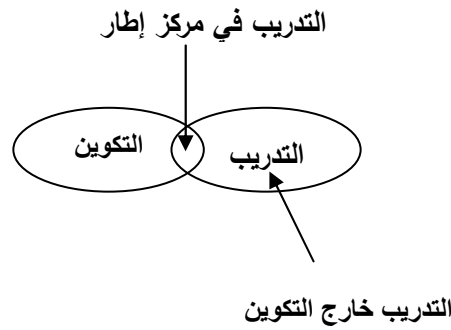 التدريب في مركز إطار
التكوين
التدريب
التدريب خارج التكوين